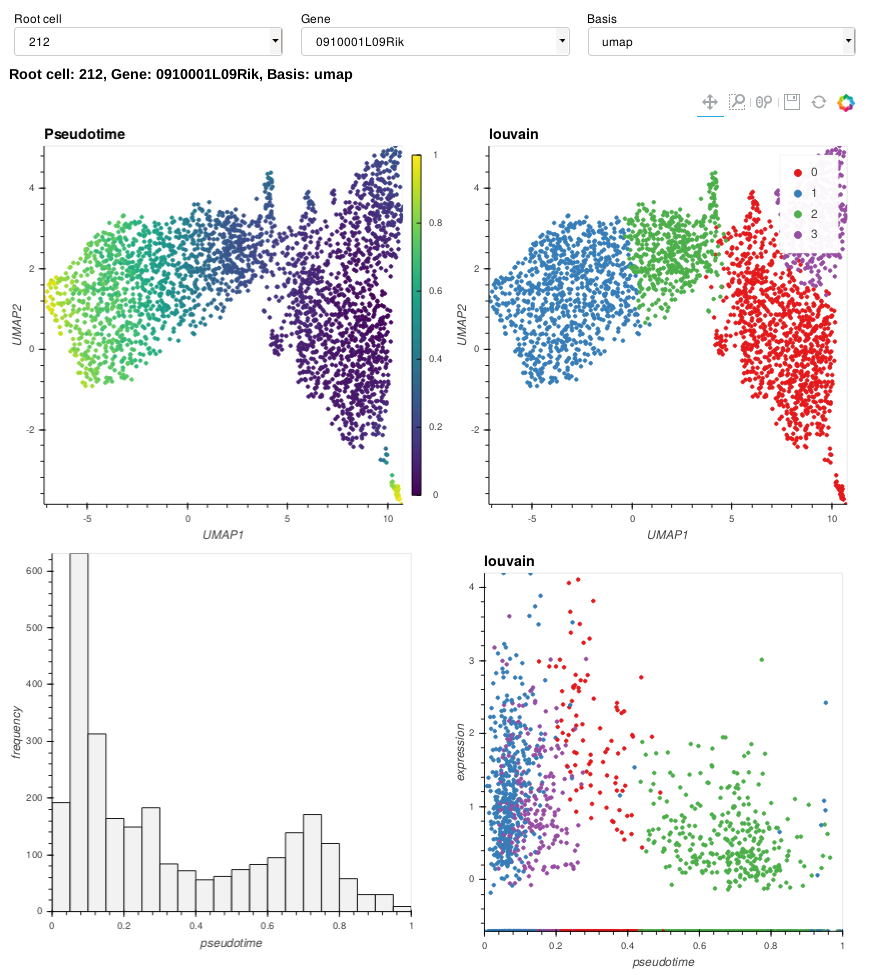 Root cell Gene Basis
212 0910001L09Rik umap
Root cell: 212, Gene: 0910001L09Rik, Basis: umap
Pseudotime
4
2
0
-2
UMAP2
-5 0 5 10
UMAP1
1
0.8
0.6
0.4
0.2
0
louvain
0
1
2
3
4
2
0
-2
UMAP2
-5 0 5 10
UMAP1
600
500
400
300
200
100
0
frequency
0 0.2 0.4 0.6 0.8 1
pseudotime
louvain
4
3
2
1
0
expression
0 0.2 0.4 0.6 0.8 1
pseudotime